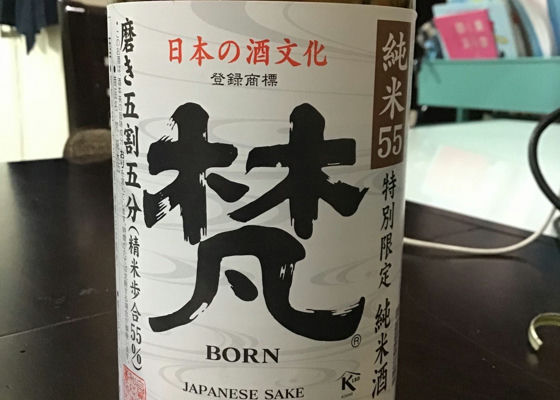 日本の酒文化
登録商標
純米55
特別限定 純米酒
梵
®
BORN
JAPANESE SAKE
磨き五割五分(精米歩合55%)
K